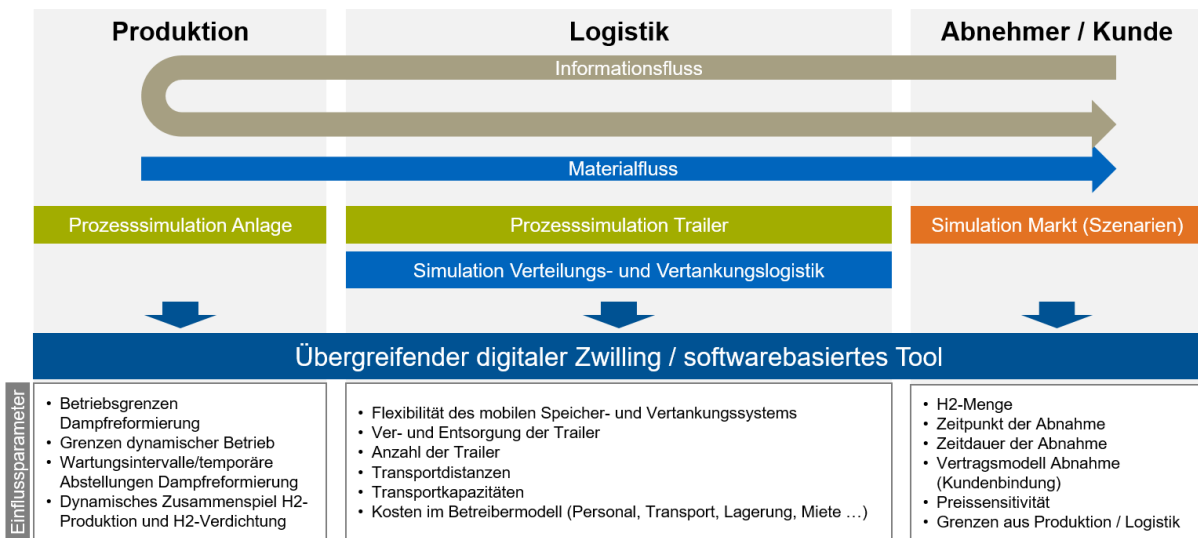 Produktion
Logistik
Abnehmer / Kunde
Informationsfluss
Materialfluss
Prozesssimulation Anlage
Prozesssimulation Trailer
Simulation Markt (Szenarien)
Simulation Verteilungs- und Vertankungslogistik
Übergreifender digitaler Zwilling / softwarebasiertes Tool
Einflussparameter
• Betriebsgrenzen
Dampfreformierung
• Grenzen dynamischer Betrieb
• Wartungsintervalle/temporäre
Abstellungen Dampfreformierung
• Dynamisches Zusammenspiel H2-
Produktion und H2-Verdichtung
• Flexibilität des mobilen Speicher- und Vertankungssystems
• Ver- und Entsorgung der Trailer
• Anzahl der Trailer
• Transportdistanzen
• Transportkapazitäten
• Kosten im Betreibermodell (Personal, Transport, Lagerung, Miete …)
• H2-Menge
• Zeitpunkt der Abnahme
• Zeitdauer der Abnahme
• Vertragsmodell Abnahme
(Kundenbindung)
• Preissensitivität
• Grenzen aus Produktion / Logistik